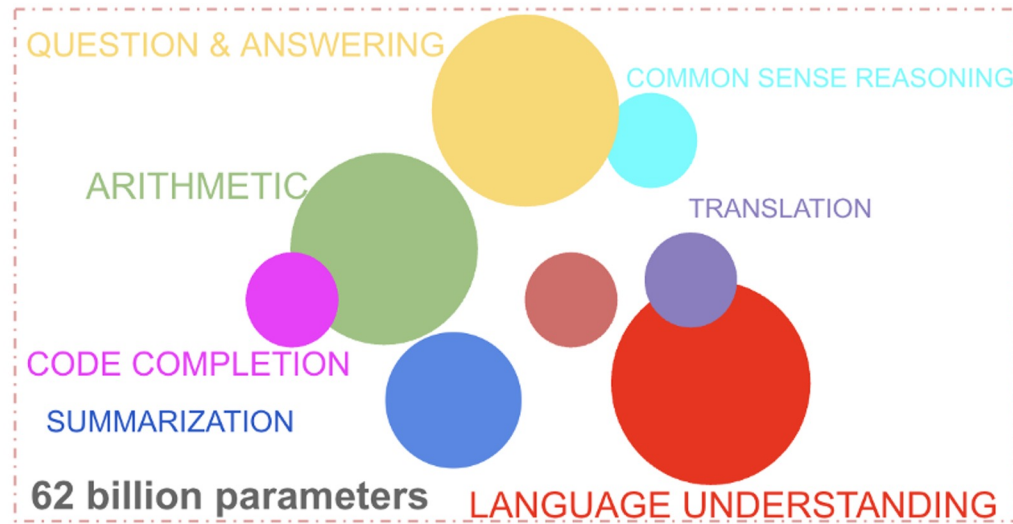 QUESTION & ANSWERING
COMMON SENSE REASONING
ARITHMETIC
TRANSLATION
CODE COMPLETION
SUMMARIZATION
62 billion parameters
LANGUAGE UNDERSTANDING